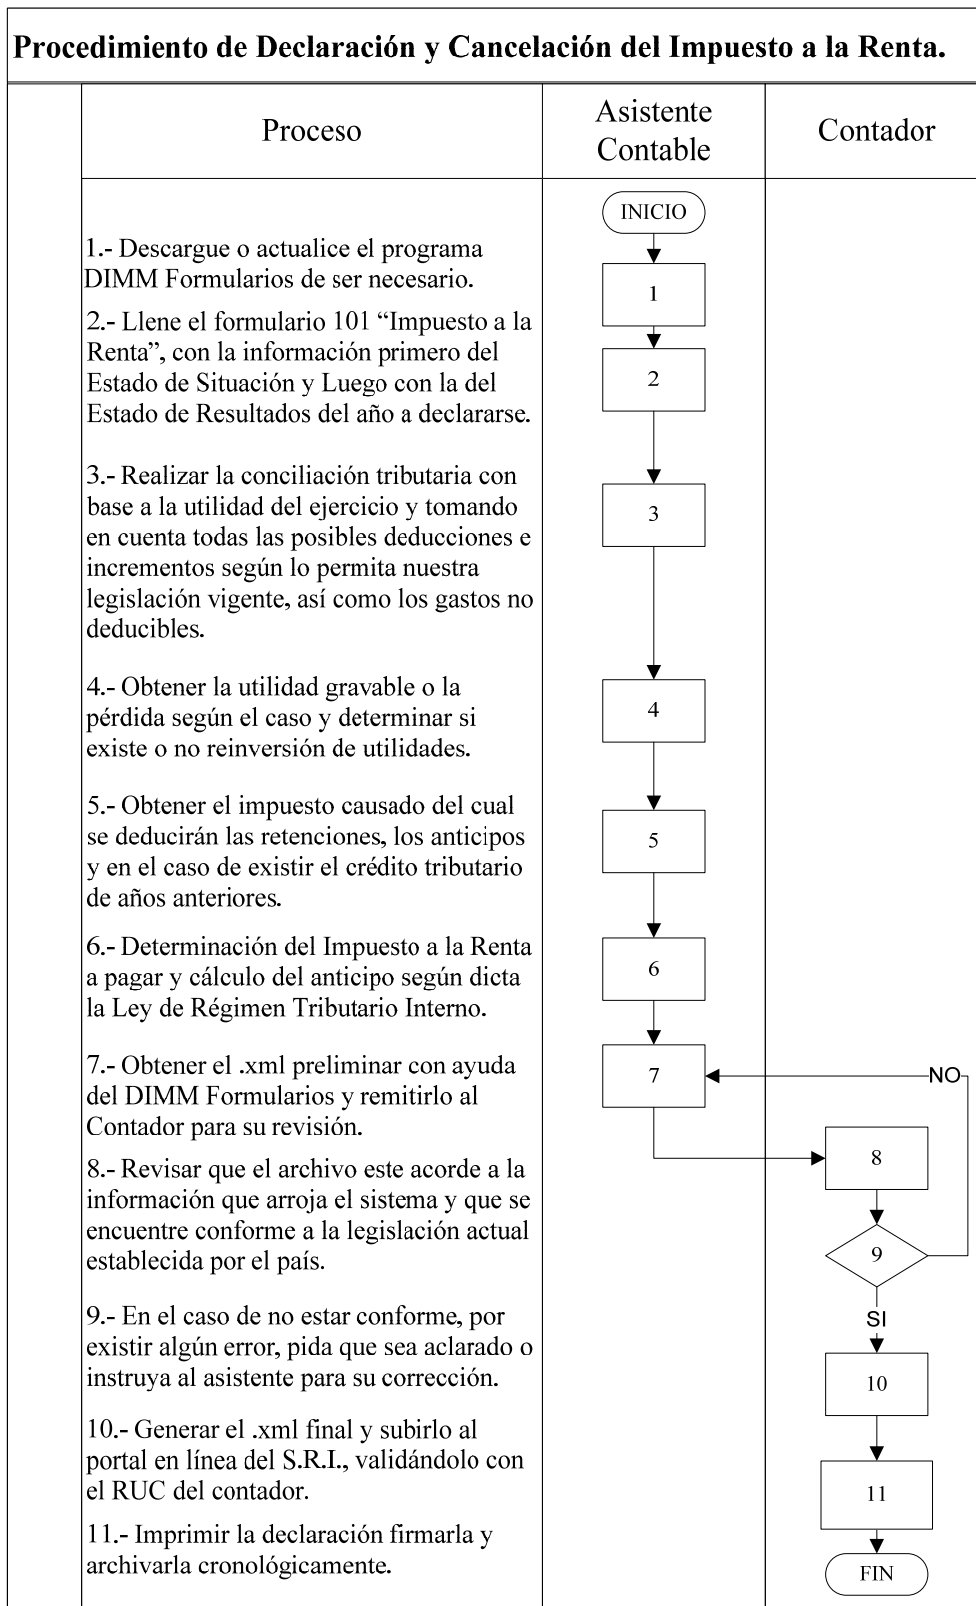 Procedimiento de Declaración y Cancelación del Impuesto a la Renta.
Proceso
Asistente
Contable
Contador
1.- Descargue o actualice el programa
DIMM Formularios de ser necesario.
2.- Llene el formulario 101 “Impuesto a la
Renta”, con la información primero del
Estado de Situación y Luego con la del
Estado de Resultados del año a declararse.
3.- Realizar la conciliación tributaria con
base a la utilidad del ejercicio y tomando
en cuenta todas las posibles deducciones e
incrementos según lo permita nuestra
legislación vigente, así como los gastos no
deducibles.
4.- Obtener la utilidad gravable o la
pérdida según el caso y determinar si
existe o no reinversión de utilidades.
5.- Obtener el impuesto causado del cual
se deducirán las retenciones, los anticipos
y en el caso de existir el crédito tributario
de años anteriores.
6.- Determinación del Impuesto a la Renta
a pagar y cálculo del anticipo según dicta
la Ley de Régimen Tributario Interno.
7.- Obtener el .xml preliminar con ayuda
del DIMM Formularios y remitirlo al
Contador para su revisión.
8.- Revisar que el archivo este acorde a la
información que arroja el sistema y que se
encuentre conforme a la legislación actual
establecida por el país.
9.- En el caso de no estar conforme, por
existir algún error, pida que sea aclarado o
instruya al asistente para su corrección.
10.- Generar el .xml final y subirlo al
portal en línea del S.R.I., validándolo con
el RUC del contador.
11.- Imprimir la declaración firmarla y
archivarla cronológicamente.
INICIO
1
2
3
4
5
6
7
NO
8
9
SI
10
11
FIN